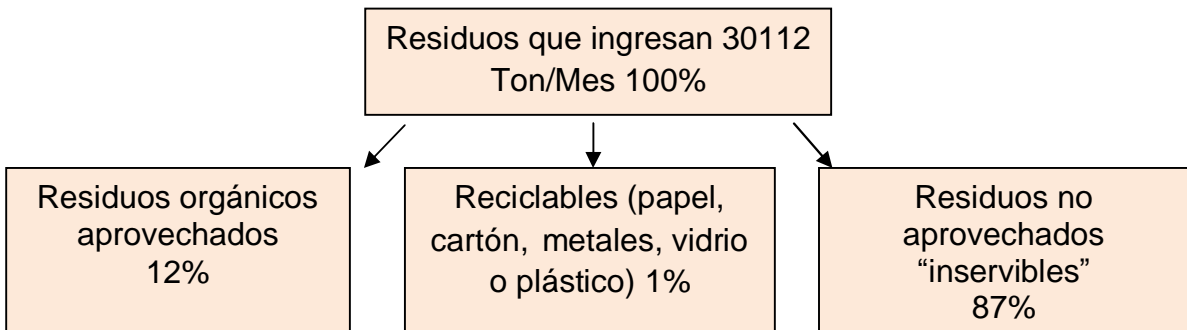 Residuos que ingresan 30112
Ton/Mes 100%
Residuos orgánicos
aprovechados
12%
Reciclables (papel,
cartón, metales, vidrio
o plástico) 1%
Residuos no
aprovechados
“inservibles”
87%